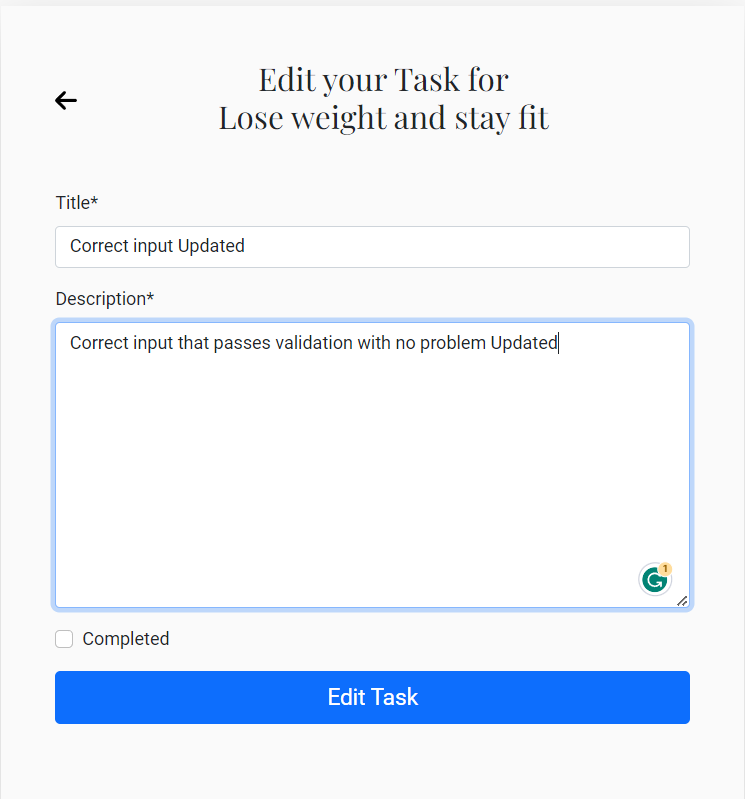 Edit your Task for
Lose weight and stay fit
Title*
Correct input Updated
Description*
Correct input that passes validation with no problem Updated
1
Completed
Edit Task